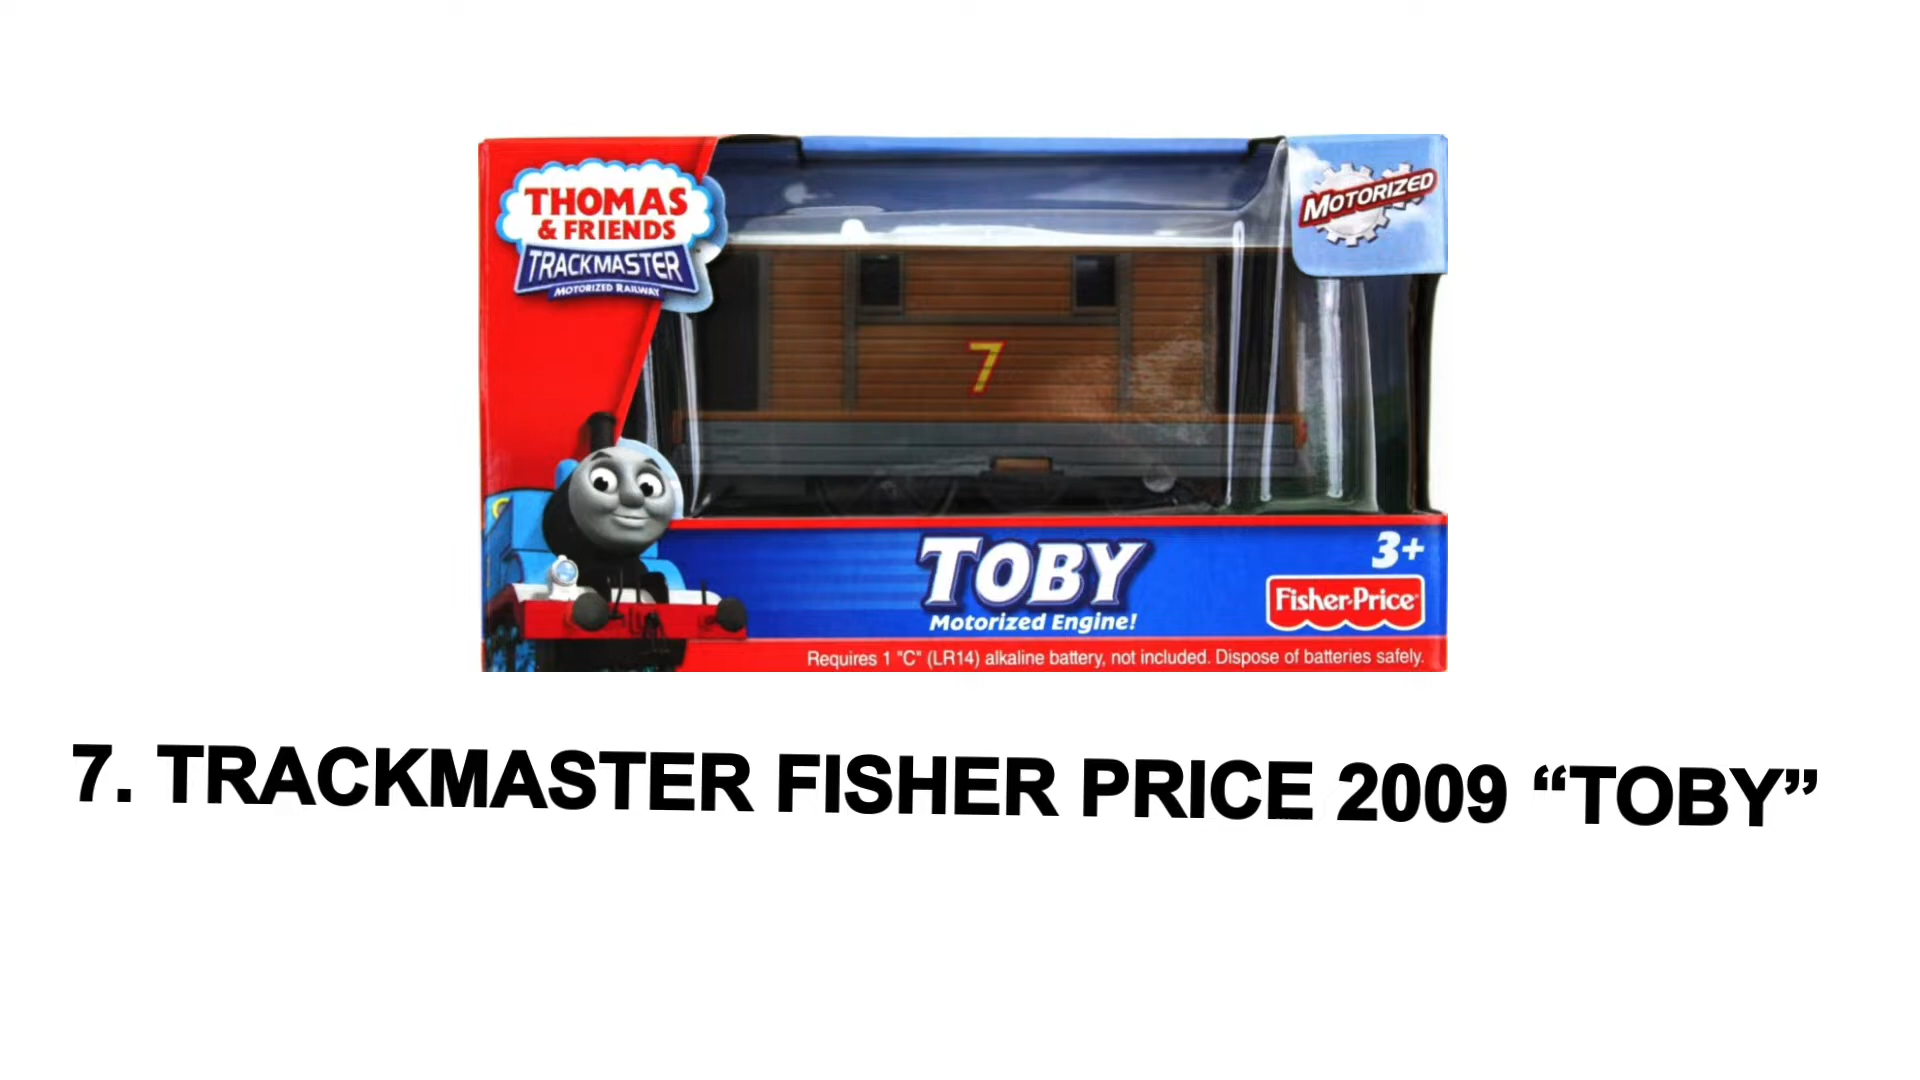 THOMAS
& FRIENDS
TRACKMASTER
MOTORIZED RAILWAY
MOTORIZED
7
TOBY
Motorized Engine!
3+
Fisher-Price
Requires 1 "C" (LR14) alkaline battery, not included. Dispose of batteries safely.
7. TRACKMASTER FISHER PRICE 2009 “TOBY”